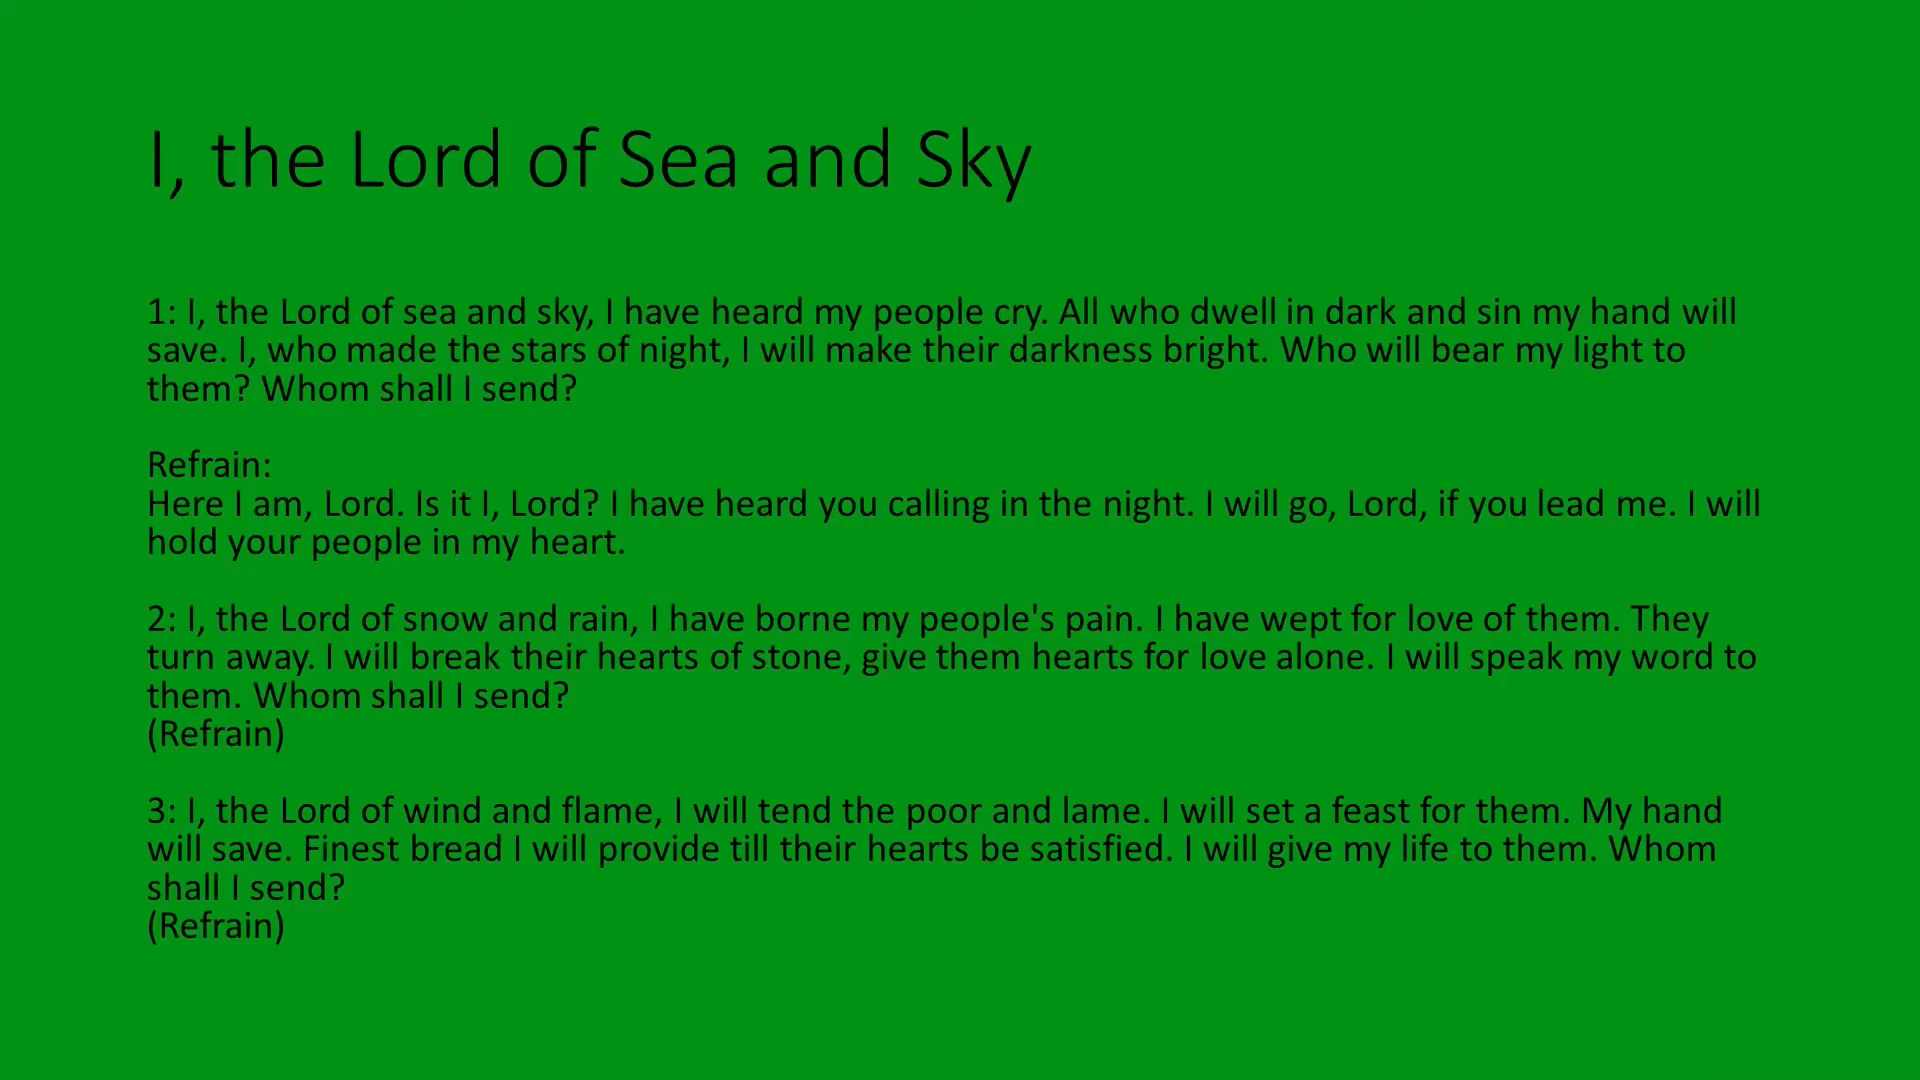 I, the Lord of Sea and Sky
1: I, the Lord of sea and sky, I have heard my people cry. All who dwell in dark and sin my hand will
save. I, who made the stars of night, I will make their darkness bright. Who will bear my light to
them? Whom shall I send?
Refrain:
Here I am, Lord. Is it I, Lord? I have heard you calling in the night. I will go, Lord, if you lead me. I will
hold your people in my heart.
2: I, the Lord of snow and rain, I have borne my people's pain. I have wept for love of them. They
turn away. I will break their hearts of stone, give them hearts for love alone. I will speak my word to
them. Whom shall I send?
(Refrain)
3: I, the Lord of wind and flame, I will tend the poor and lame. I will set a feast for them. My hand
will save. Finest bread I will provide till their hearts be satisfied. I will give my life to them. Whom
shall I send?
(Refrain)